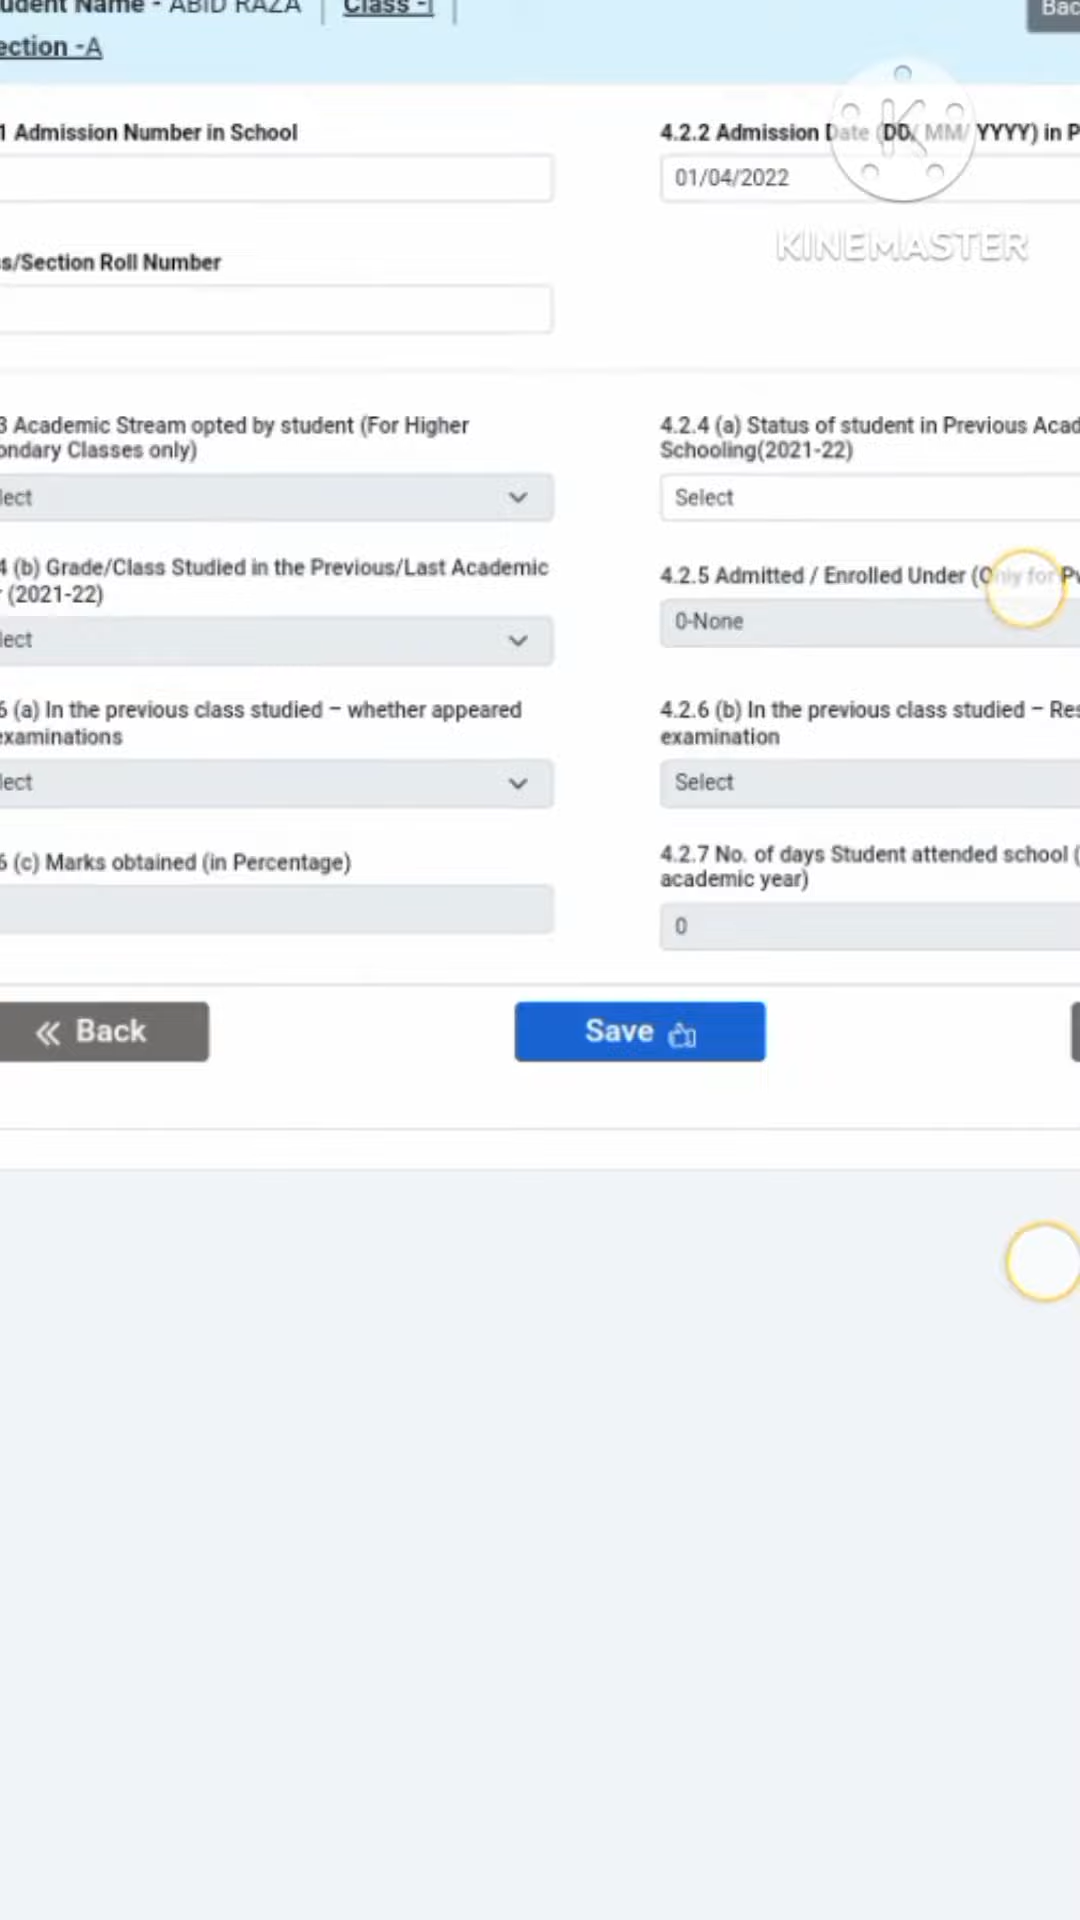 udent Name - ABID RAZA | Class -I |
Bac
ection -A
1 Admission Number in School
4.2.2 Admission Date (DD/ MM/ YYYY) in P
01/04/2022
KINEMASTER
s/Section Roll Number
3 Academic Stream opted by student (For Higher
ondary Classes only)
lect
4.2.4 (a) Status of student in Previous Acad
Schooling(2021-22)
Select
4 (b) Grade/Class Studied in the Previous/Last Academic
r (2021-22)
lect
4.2.5 Admitted / Enrolled Under (Only for Pv
0-None
6 (a) In the previous class studied – whether appeared
examinations
lect
4.2.6 (b) In the previous class studied – Res
examination
Select
6 (c) Marks obtained (in Percentage)
4.2.7 No. of days Student attended school (
academic year)
0
Back
Save